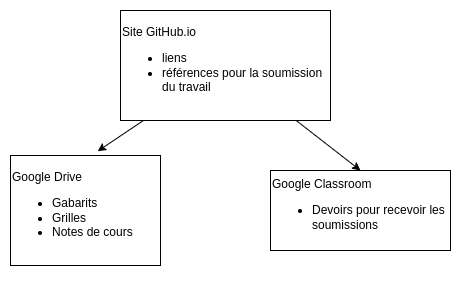 Site GitHub.io
liens
références pour la soumission
du travail
Google Drive
Gabarits
Grilles
Notes de cours
Google Classroom
Devoirs pour recevoir les
soumissions